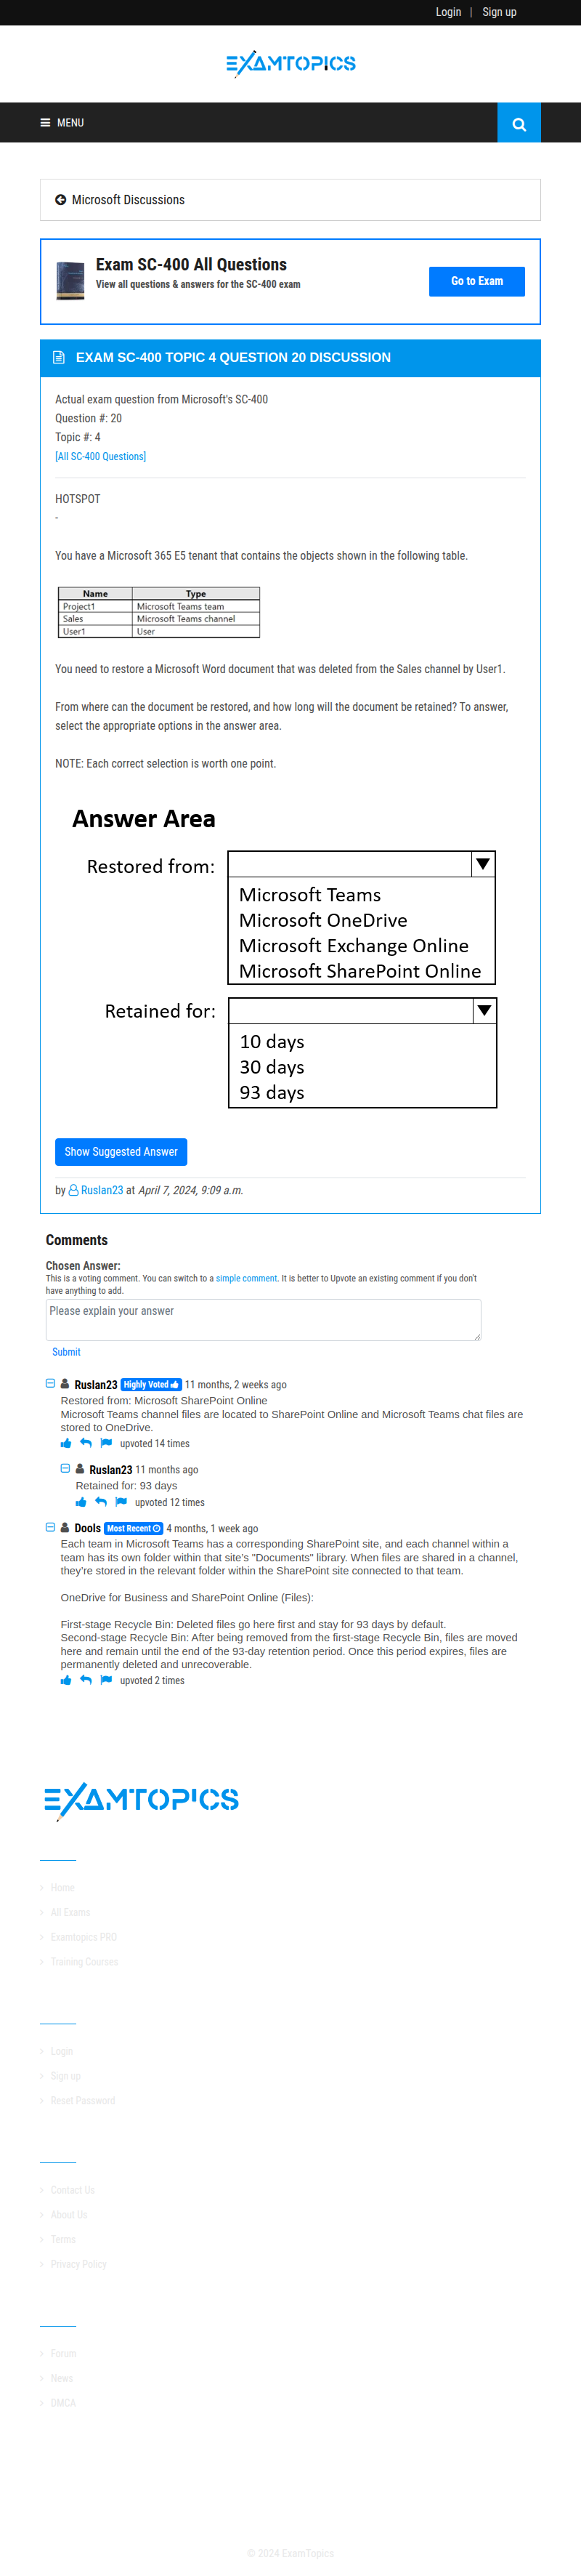 Login | Sign up
EXAMTOPICS
MENU
Microsoft Discussions
Exam SC-400 All Questions
View all questions & answers for the SC-400 exam
Go to Exam
EXAM SC-400 TOPIC 4 QUESTION 20 DISCUSSION
Actual exam question from Microsoft's SC-400
Question #: 20
Topic #: 4
[All SC-400 Questions]
HOTSPOT
-
You have a Microsoft 365 E5 tenant that contains the objects shown in the following table.
Name Type
Project1 Microsoft Teams team
Sales Microsoft Teams channel
User1 User
You need to restore a Microsoft Word document that was deleted from the Sales channel by User1.
From where can the document be restored, and how long will the document be retained? To answer,
select the appropriate options in the answer area.
NOTE: Each correct selection is worth one point.
Answer Area
Restored from:
Microsoft Teams
Microsoft OneDrive
Microsoft Exchange Online
Microsoft SharePoint Online
Retained for:
10 days
30 days
93 days
Show Suggested Answer
by Ruslan23 at April 7, 2024, 9:09 a.m.
Comments
Chosen Answer:
This is a voting comment. You can switch to a simple comment. It is better to Upvote an existing comment if you don't
have anything to add.
Please explain your answer
Submit
Ruslan23 Highly Voted 11 months, 2 weeks ago
Restored from: Microsoft SharePoint Online
Microsoft Teams channel files are located to SharePoint Online and Microsoft Teams chat files are
stored to OneDrive.
upvoted 14 times
Ruslan23 11 months ago
Retained for: 93 days
upvoted 12 times
Dools Most Recent 4 months, 1 week ago
Each team in Microsoft Teams has a corresponding SharePoint site, and each channel within a
team has its own folder within that site's "Documents" library. When files are shared in a channel,
they're stored in the relevant folder within the SharePoint site connected to that team.
OneDrive for Business and SharePoint Online (Files):
First-stage Recycle Bin: Deleted files go here first and stay for 93 days by default.
Second-stage Recycle Bin: After being removed from the first-stage Recycle Bin, files are moved
here and remain until the end of the 93-day retention period. Once this period expires, files are
permanently deleted and unrecoverable.
upvoted 2 times
EXAMTOPICS
Home
All Exams
Examtopics PRO
Training Courses
Login
Sign up
Reset Password
Contact Us
About Us
Terms
Privacy Policy
Forum
News
DMCA
© 2024 ExamTopics